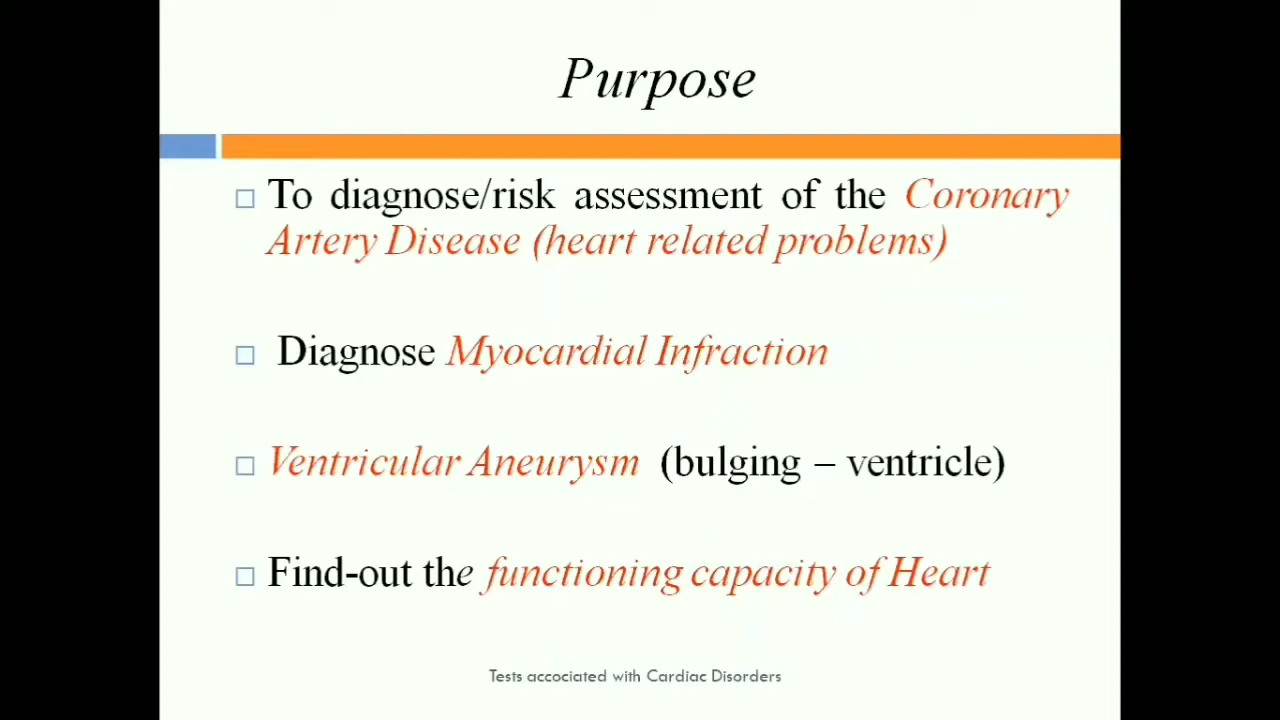 Purpose
To diagnose/risk assessment of the Coronary
Artery Disease (heart related problems)
Diagnose Myocardial Infraction
Ventricular Aneurysm (bulging – ventricle)
Find-out the functioning capacity of Heart
Tests accociated with Cardiac Disorders